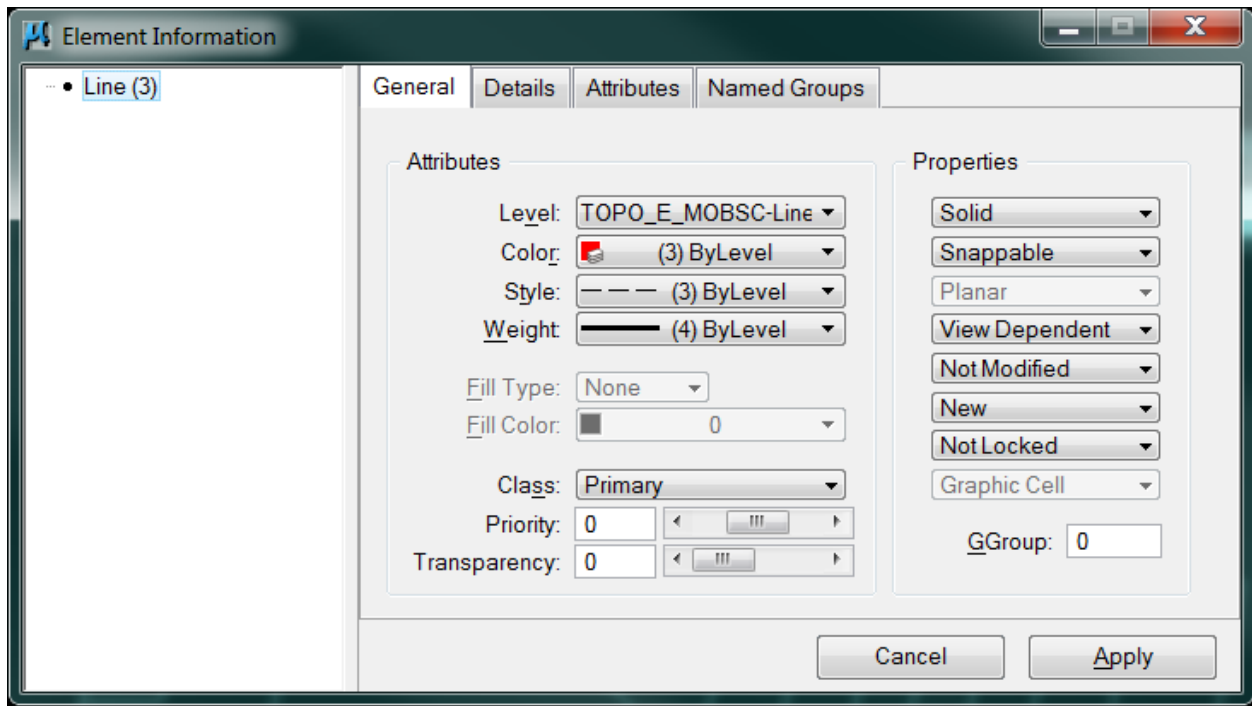 Element Information
Line (3)
General Details Attributes Named Groups
Attributes
Level: TOPO_E_MOBSC-Line
Color: (3) ByLevel
Style: (3) ByLevel
Weight: (4) ByLevel
Fill Type: None
Fill Color: 0
Class: Primary
Priority: 0
Transparency: 0
Properties
Solid
Snappable
Planar
View Dependent
Not Modified
New
Not Locked
Graphic Cell
GGroup: 0
Cancel Apply